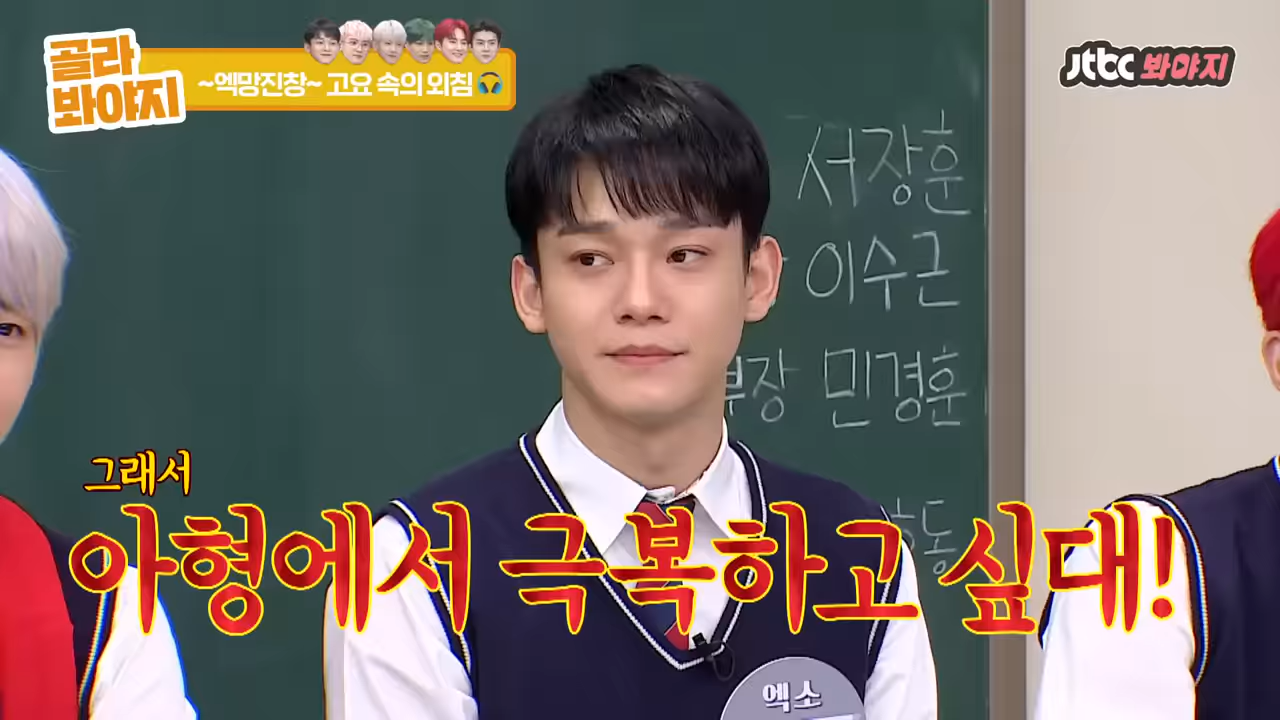 골라
봐야지
~엑망진창~ 고요 속의 외침
JTBC 봐야지
서장훈
이수근
부장 민경훈
호동
그래서
아형에서 극복하고 싶대!
엑소